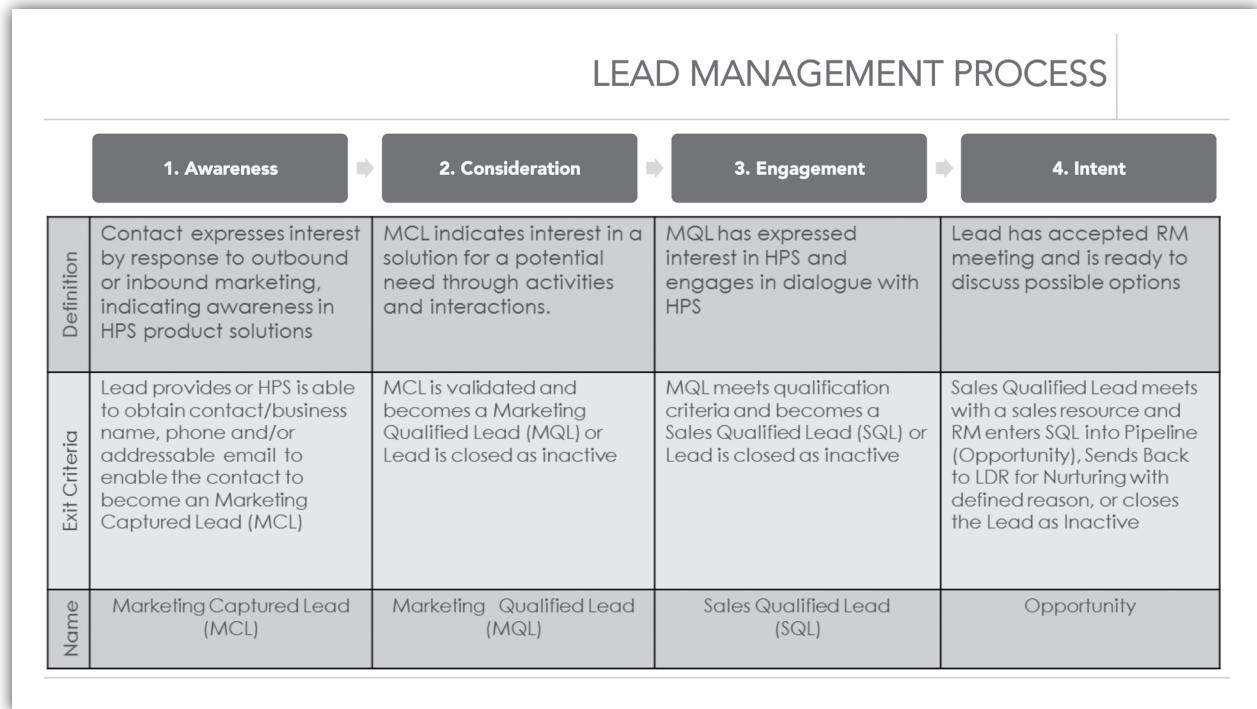 LEAD MANAGEMENT PROCESS
1. Awareness
2. Consideration
3. Engagement
4. Intent
Definition
Contact expresses interest
by response to outbound
or inbound marketing,
indicating awareness in
HPS product solutions
MCL indicates interest in a
solution for a potential
need through activities
and interactions.
MQL has expressed
interest in HPS and
engages in dialogue with
HPS
Lead has accepted RM
meeting and is ready to
discuss possible options
Exit Criteria
Lead provides or HPS is able
to obtain contact/business
name, phone and/or
addressable email to
enable the contact to
become an Marketing
Captured Lead (MCL)
MCL is validated and
becomes a Marketing
Qualified Lead (MQL) or
Lead is closed as inactive
MQL meets qualification
criteria and becomes a
Sales Qualified Lead (SQL) or
Lead is closed as inactive
Sales Qualified Lead meets
with a sales resource and
RM enters SQL into Pipeline
(Opportunity), Sends Back
to LDR for Nurturing with
defined reason, or closes
the Lead as Inactive
Name
Marketing Captured Lead
(MCL)
Marketing Qualified Lead
(MQL)
Sales Qualified Lead
(SQL)
Opportunity